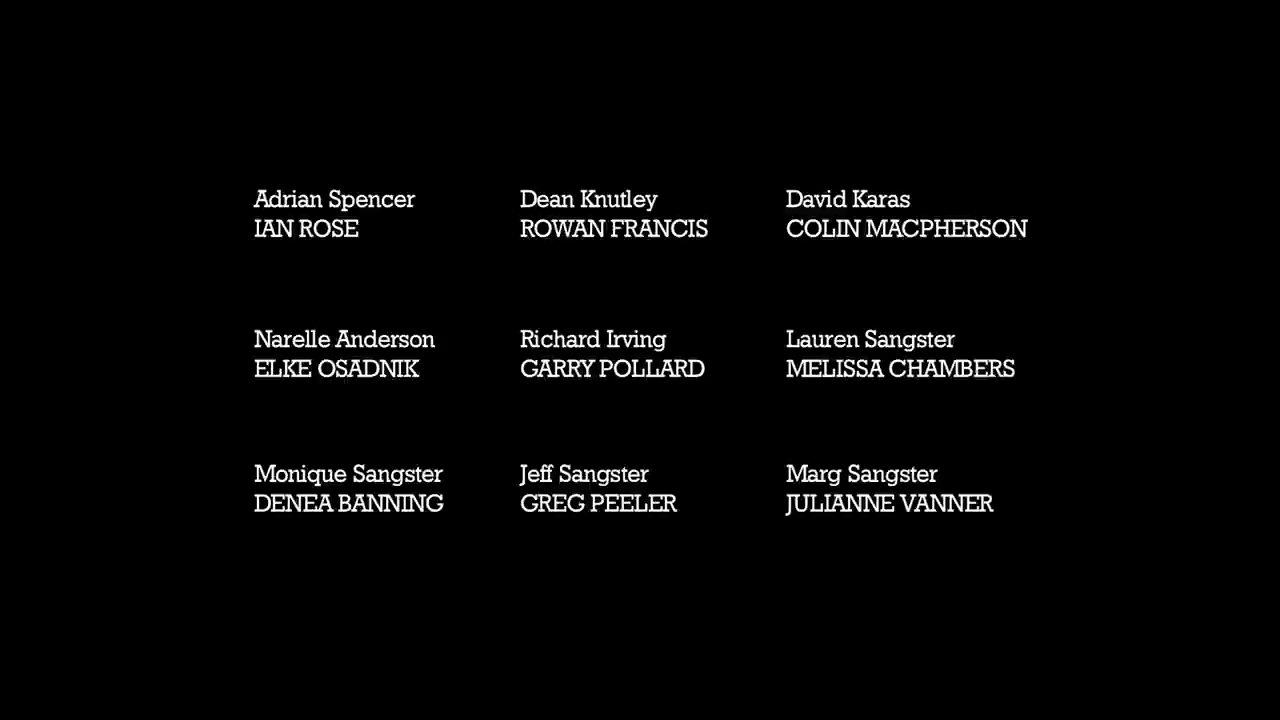 Adrian Spencer
IAN ROSE
Dean Knutley
ROWAN FRANCIS
David Karas
COLIN MACPHERSON
Narelle Anderson
ELKE OSADNIK
Richard Irving
GARRY POLLARD
Lauren Sangster
MELISSA CHAMBERS
Monique Sangster
DENEA BANNING
Jeff Sangster
GREG PEELER
Marg Sangster
JULIANNE VANNER